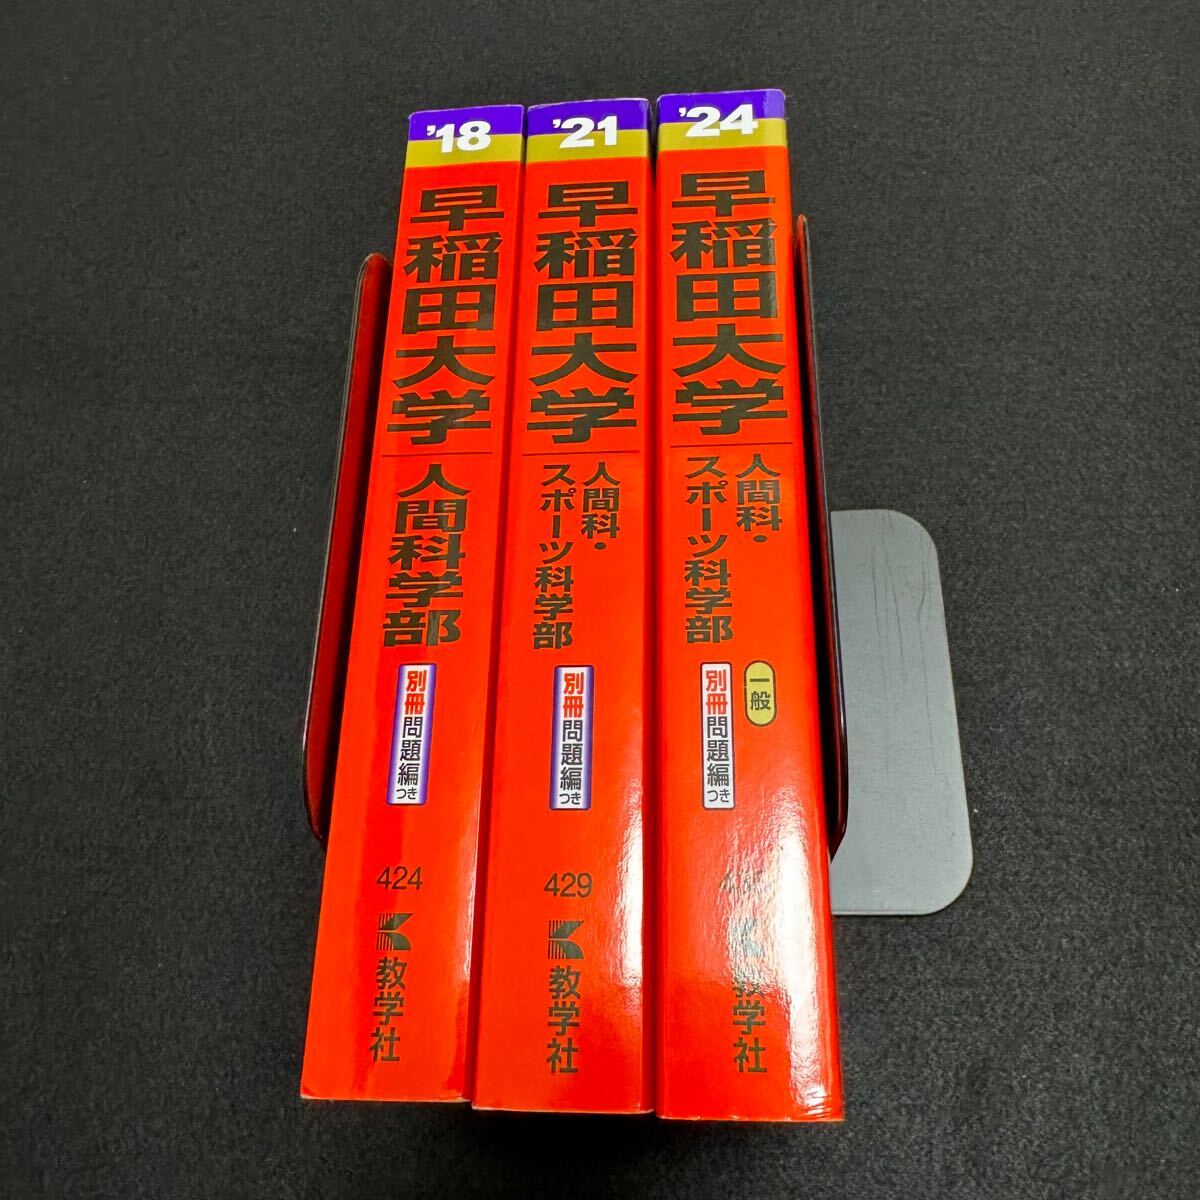 '18
早稲田大学
人間科学部
別冊問題編つき
424
教学社
'21
早稲田大学
人間科・
スポーツ科学部
別冊問題編つき
429
教学社
'24
早稲田大学
人間科・
スポーツ科学部
一般
別冊問題編つき
教学社